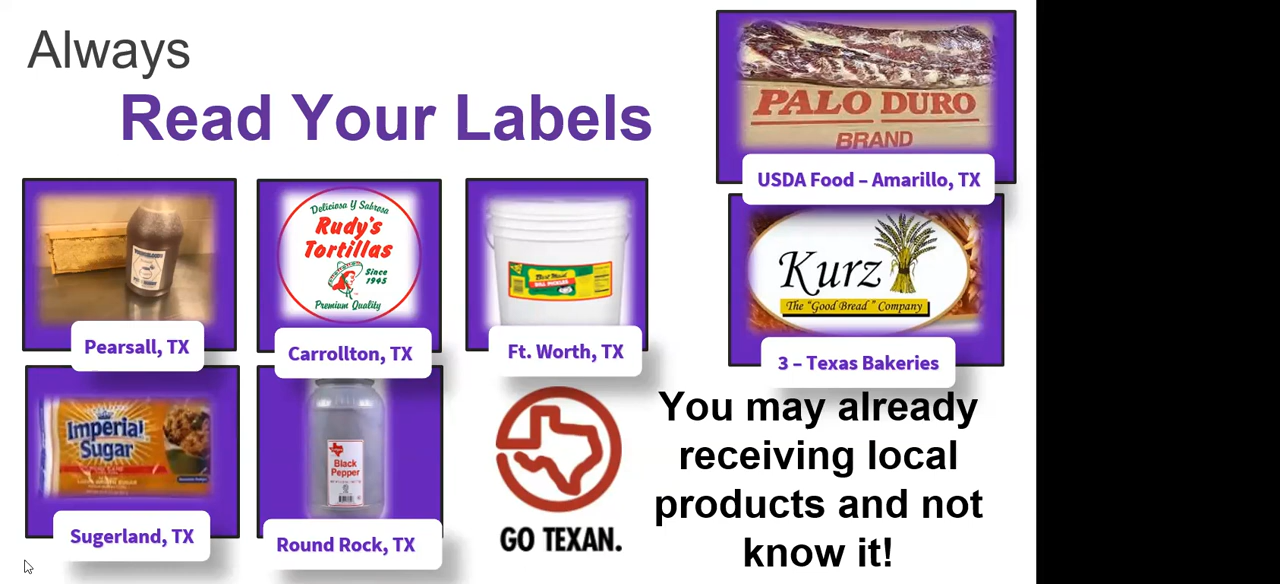 Always
Read Your Labels
PALO DURO
BRAND
USDA Food – Amarillo, TX
Deliciosa Y Sabrosa
Rudy's
Tortillas
Since
1945
Premium Quality
Kurz
The "Good Bread" Company
Pearsall, TX
Carrollton, TX
Ft. Worth, TX
3 – Texas Bakeries
Imperial
Sugar
Black
Pepper
Sugerland, TX
Round Rock, TX
GO TEXAN.
You may already
receiving local
products and not
know it!